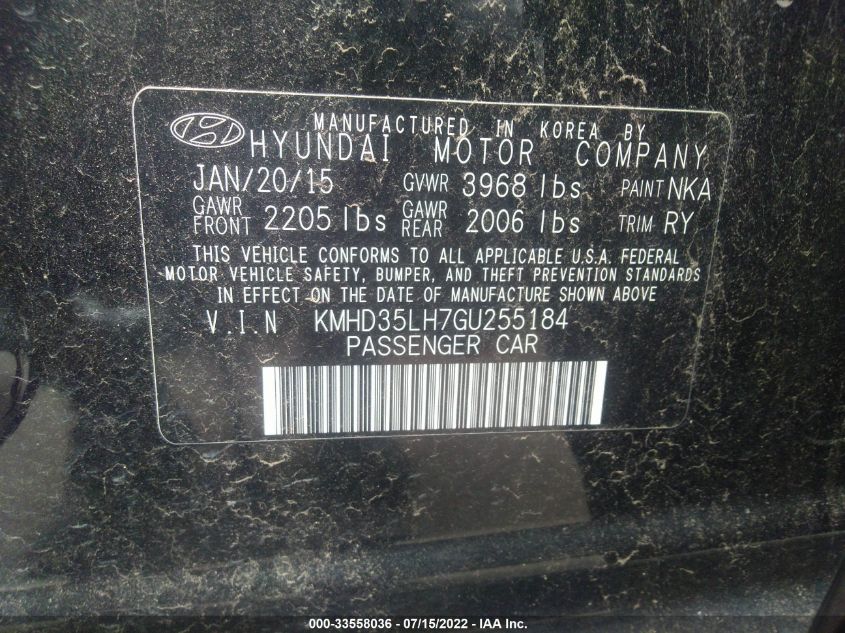 MANUFACTURED IN KOREA BY
HYUNDAI MOTOR COMPANY
JAN/20/15 GVWR 3968 lbs PAINT NKA
GAWR FRONT 2205 lbs GAWR REAR 2006 lbs TRIM RY
THIS VEHICLE CONFORMS TO ALL APPLICABLE U.S.A. FEDERAL
MOTOR VEHICLE SAFETY, BUMPER, AND THEFT PREVENTION STANDARDS
IN EFFECT ON THE DATE OF MANUFACTURE SHOWN ABOVE
V.I.N KMHD35LH7GU255184
PASSENGER CAR
000-33558036 - 07/15/2022 - IAA Inc.